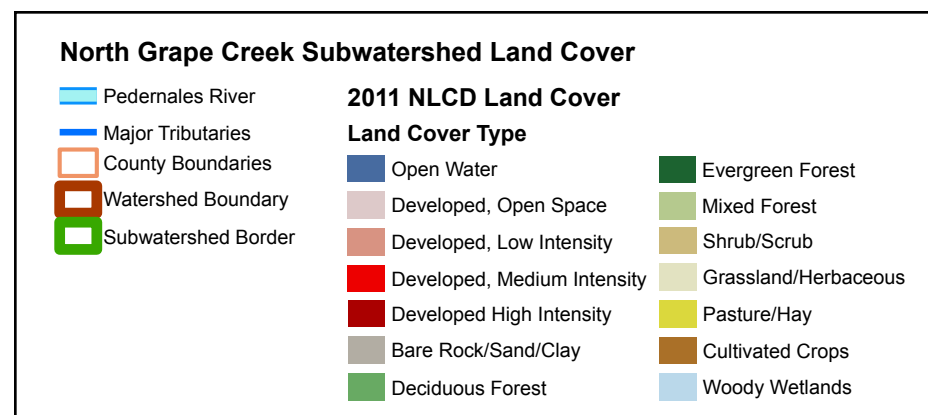 North Grape Creek Subwatershed Land Cover
Pedernales River
Major Tributaries
County Boundaries
Watershed Boundary
Subwatershed Border
2011 NLCD Land Cover
Land Cover Type
Open Water
Developed, Open Space
Developed, Low Intensity
Developed, Medium Intensity
Developed High Intensity
Bare Rock/Sand/Clay
Deciduous Forest
Evergreen Forest
Mixed Forest
Shrub/Scrub
Grassland/Herbaceous
Pasture/Hay
Cultivated Crops
Woody Wetlands